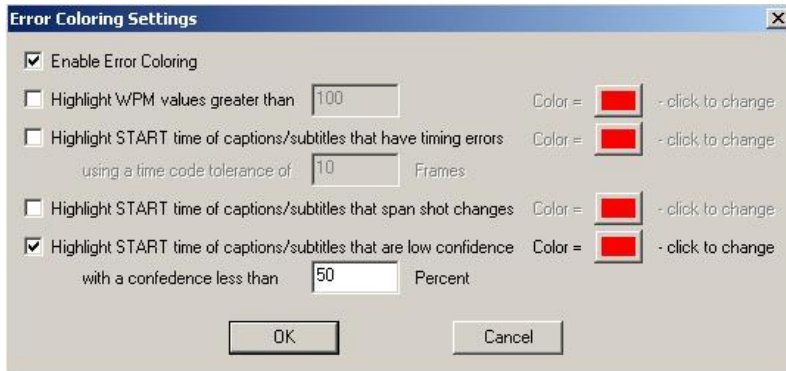 Error Coloring Settings
Enable Error Coloring
Highlight WPM values greater than 100 Color = - click to change
Highlight START time of captions/subtitles that have timing errors Color = - click to change
using a time code tolerance of 10 Frames
Highlight START time of captions/subtitles that span shot changes Color = - click to change
Highlight START time of captions/subtitles that are low confidence Color = - click to change
with a confedence less than 50 Percent
OK Cancel